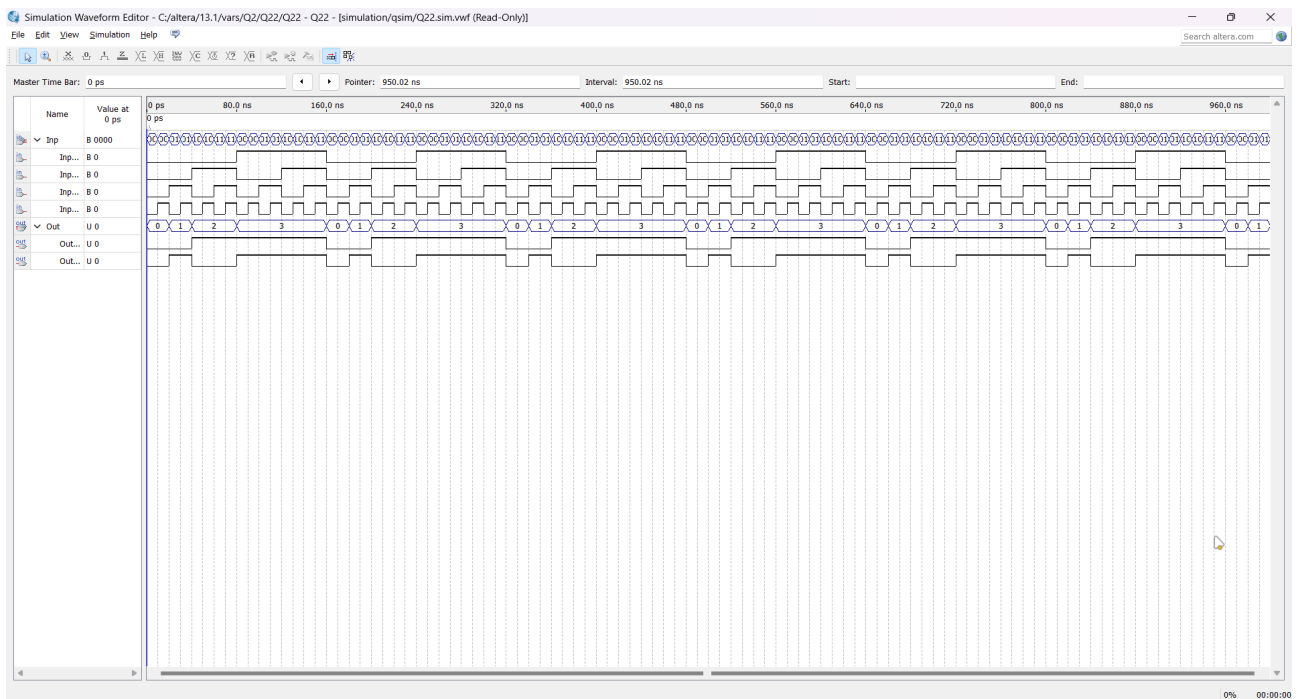 Simulation Waveform Editor - C:/altera/13.1/vars/Q2/Q22/Q22 - Q22 - [simulation/qsim/Q22.sim.vwf (Read-Only)]
File Edit View Simulation Help
Search altera.com
Master Time Bar: 0 ps Pointer: 950.02 ns Interval: 950.02 ns Start: End:
Name Value at 0 ps
0 ps 80.0 ns 160.0 ns 240.0 ns 320.0 ns 400.0 ns 480.0 ns 560.0 ns 640.0 ns 720.0 ns 800.0 ns 880.0 ns 960.0 ns
0 ps
Inp B 0000
Inp... B 0
Inp... B 0
Inp... B 0
Inp... B 0
Out U 0 0 1 2 3 0 1 2 3 0 1 2 3 0 1 2 3 0 1 2 3 0 1 2 3 0 1
Out... U 0
Out... U 0
0% 00:00:00